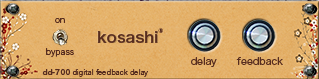 on
bypass
kosashi'
delay
feedback
dd-700 digital feedback delay